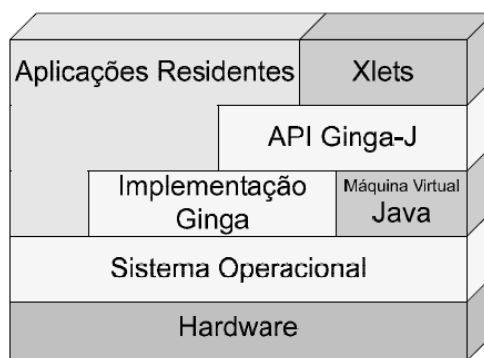 Aplicações Residentes
Xlets
API Ginga-J
Implementação
Ginga
Máquina Virtual
Java
Sistema Operacional
Hardware